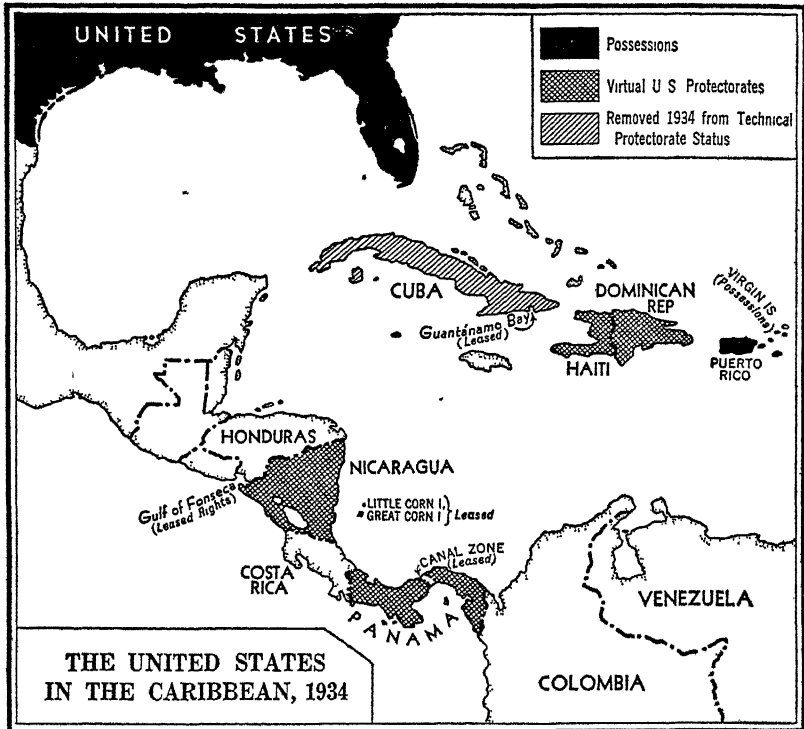 UNITED STATES
Possessions
Virtual U S Protectorates
Removed 1934 from Technical
Protectorate Status
CUBA
Guantánamo Bay
(Leased)
DOMINICAN
REP
HAITI
VIRGIN IS
(Possessions)
PUERTO
RICO
HONDURAS
NICARAGUA
Gulf of Fonseca
(Leased Rights)
LITTLE CORN I.
GREAT CORN I
Leased
COSTA
RICA
CANAL ZONE
(Leased)
PANAMA
VENEZUELA
COLOMBIA
THE UNITED STATES
IN THE CARIBBEAN, 1934